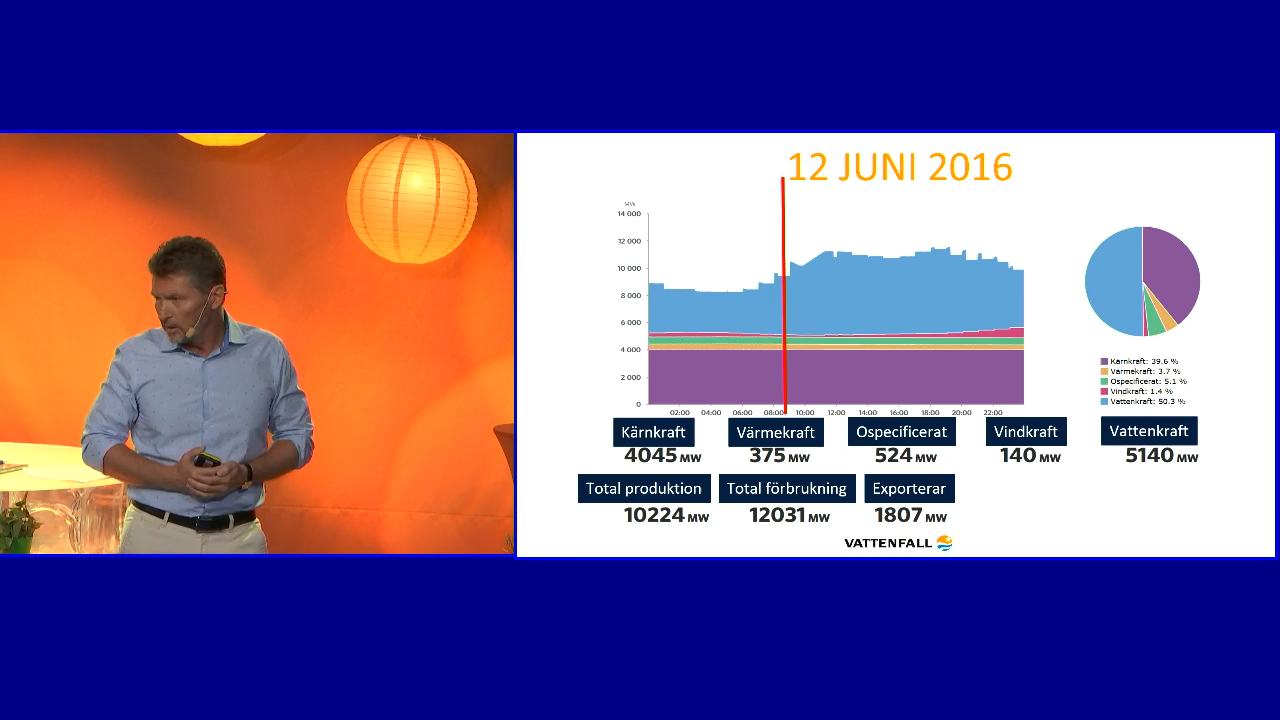 12 JUNI 2016
MW
14 000
12 000
10 000
8 000
6 000
4 000
2 000
0
02:00 04:00 06:00 08:00 10:00 12:00 14:00 16:00 18:00 20:00 22:00
Kärnkraft: 39.6 %
Värmekraft: 3.7 %
Ospecificerat: 5.1 %
Vindkraft: 1.4 %
Vattenkraft: 50.3 %
Kärnkraft Värmekraft Ospecificerat Vindkraft Vattenkraft
4045 MW 375 MW 524 MW 140 MW 5140 MW
Total produktion Total förbrukning Exporterar
10224 MW 12031 MW 1807 MW
VATTENFALL